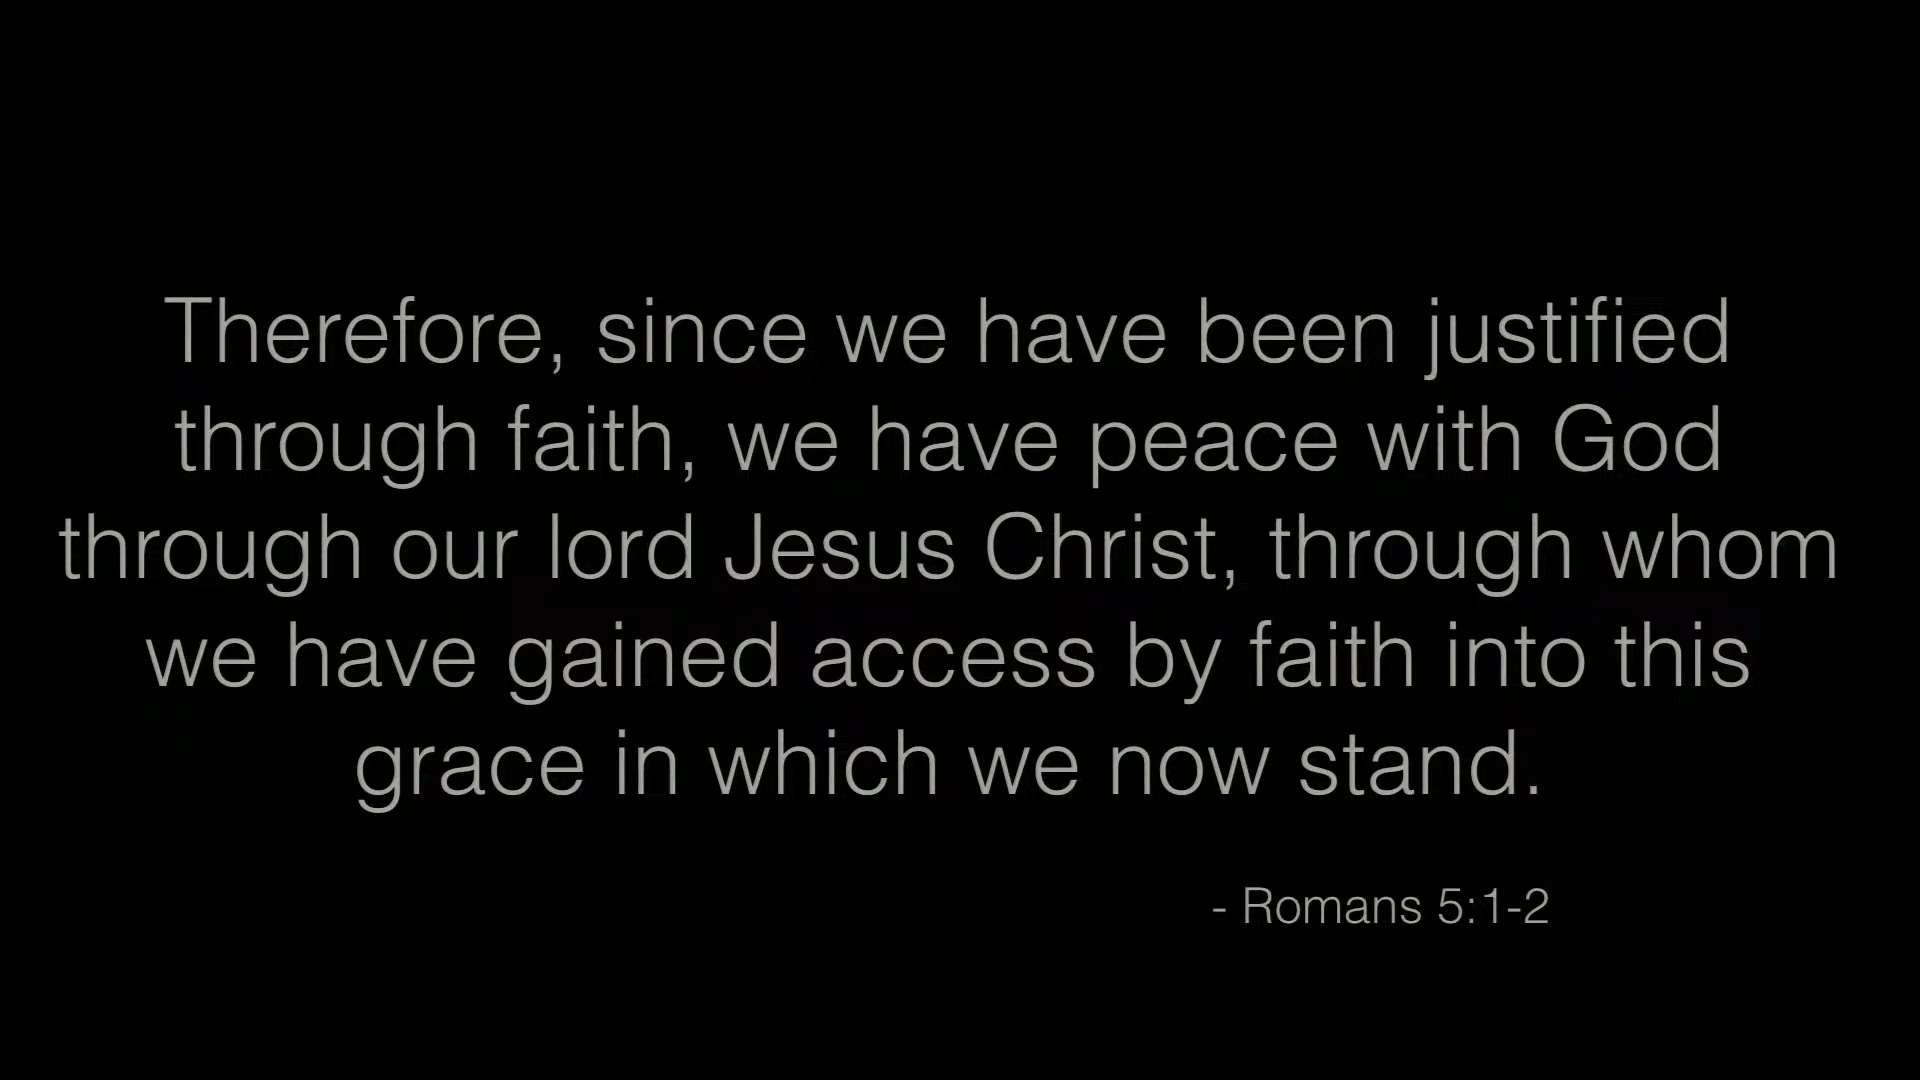 Therefore, since we have been justified
through faith, we have peace with God
through our lord Jesus Christ, through whom
we have gained access by faith into this
grace in which we now stand.
- Romans 5:1-2